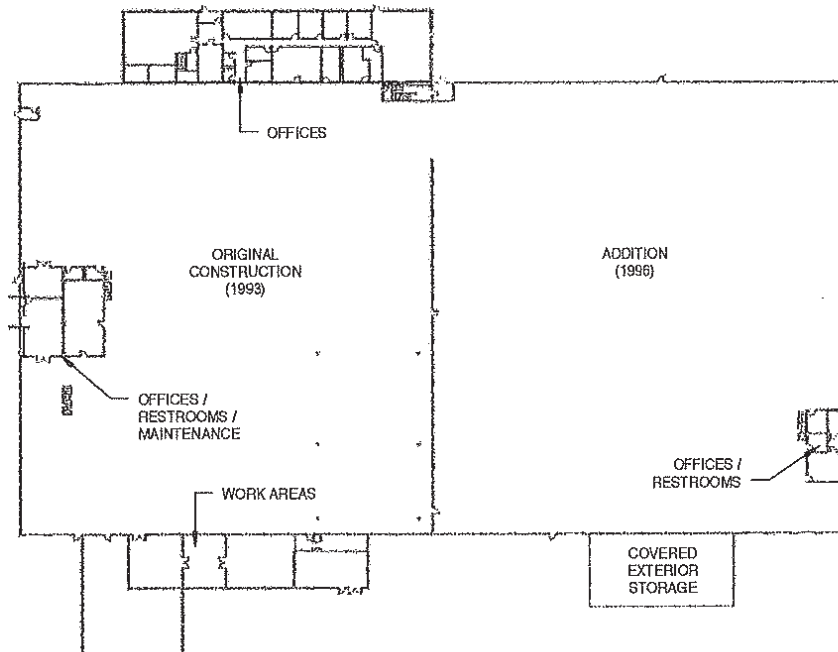 OFFICES
ORIGINAL
CONSTRUCTION
(1993)
ADDITION
(1996)
OFFICES /
RESTROOMS /
MAINTENANCE
OFFICES /
RESTROOMS
WORK AREAS
COVERED
EXTERIOR
STORAGE